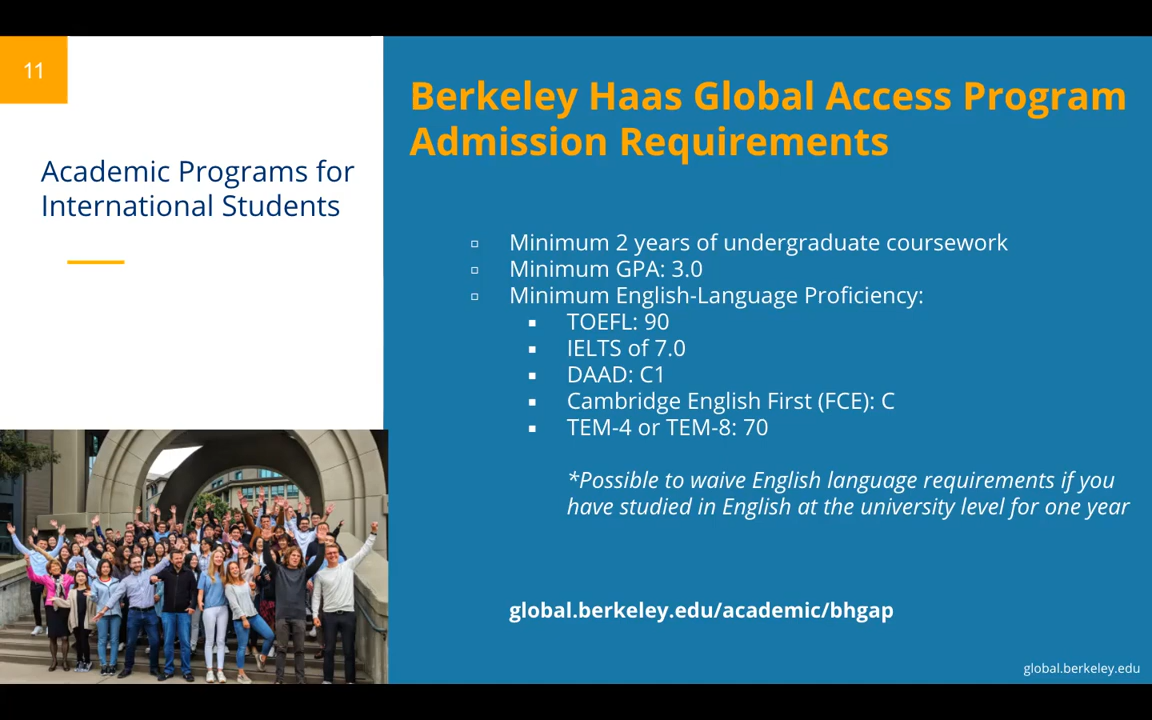 11
Academic Programs for
International Students
Berkeley Haas Global Access Program
Admission Requirements
Minimum 2 years of undergraduate coursework
Minimum GPA: 3.0
Minimum English-Language Proficiency:
TOEFL: 90
IELTS of 7.0
DAAD: C1
Cambridge English First (FCE): C
TEM-4 or TEM-8: 70
*Possible to waive English language requirements if you
have studied in English at the university level for one year
global.berkeley.edu/academic/bhgap
global.berkeley.edu